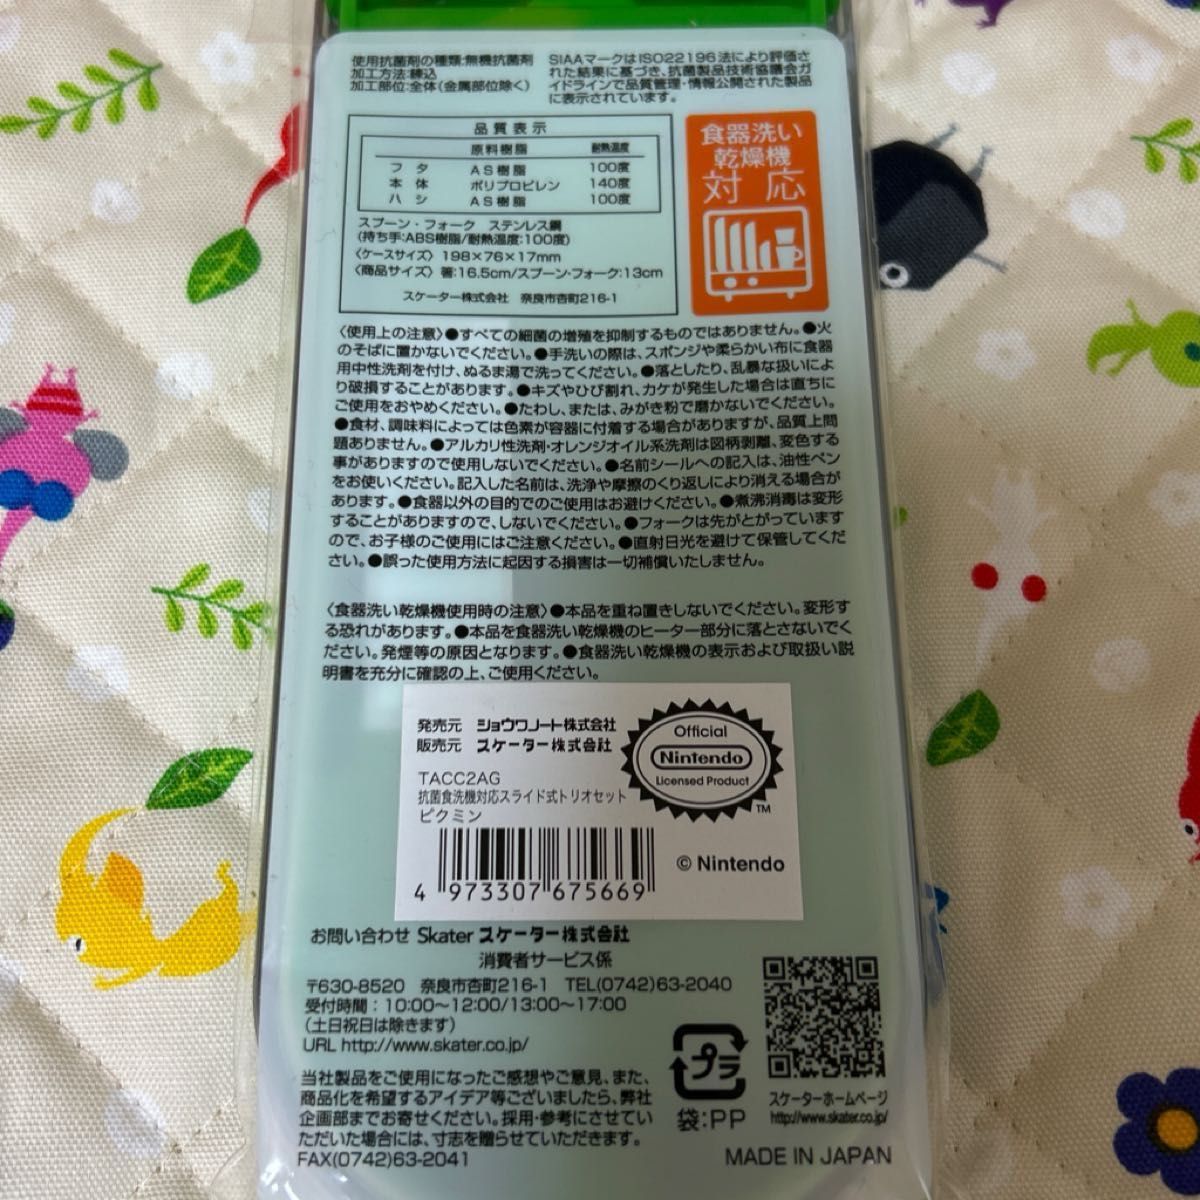 使用抗菌剤の種類:無機抗菌剤
加工方法:練込
加工部位:全体(金属部位除く)
SIAAマークはISO22196法により評価さ
れた結果に基づき、抗菌製品技術協議会ガ
イドラインで品質管理・情報公開された製品
に表示されています。
品質表示
原料樹脂 耐熱温度
フタ AS樹脂 100度
本体 ポリプロピレン 140度
ハシ AS樹脂 100度
スプーン・フォーク ステンレス鋼
(持ち手:ABS樹脂/耐熱温度:100度)
〈ケースサイズ〉 198×76×17mm
〈商品サイズ〉 箸:16.5cm/スプーン・フォーク:13cm
スケーター株式会社 奈良市杏町216-1
食器洗い
乾燥機
対応
〈使用上の注意〉●すべての細菌の増殖を抑制するものではありません。●火
のそばに置かないでください。●手洗いの際は、スポンジや柔らかい布に食器
用中性洗剤を付け、ぬるま湯で洗ってください。●落としたり、乱暴な扱いによ
り破損することがあります。●キズやひび割れ、カケが発生した場合は直ちに
ご使用をおやめください。●たわし、または、みがき粉で磨かないでください。
●食材、調味料によっては色素が容器に付着する場合がありますが、品質上問
題ありません。●アルカリ性洗剤・オレンジオイル系洗剤は図柄剥離、変色する
事がありますので使用しないでください。●名前シールへの記入は、油性ペン
をお使いください。記入した名前は、洗浄や摩擦のくり返しにより消える場合が
あります。●食器以外の目的でのご使用はお避けください。●煮沸消毒は変形
することがありますので、しないでください。●フォークは先がとがっています
ので、お子様のご使用にはご注意ください。●直射日光を避けて保管してくだ
さい。●誤った使用方法に起因する損害は一切補償いたしません。
〈食器洗い乾燥機使用時の注意〉●本品を重ね置きしないでください。変形す
る恐れがあります。●本品を食器洗い乾燥機のヒーター部分に落とさないでく
ださい。発煙等の原因となります。●食器洗い乾燥機の表示および取扱い説
明書を充分に確認の上、ご使用ください。
発売元 ショウワノート株式会社
販売元 スケーター株式会社
TACC2AG
抗菌食洗機対応スライド式トリオセット
ピクミン
Official
Nintendo
Licensed Product
TM
4 973307 675669
© Nintendo
お問い合わせ Skater スケーター株式会社
消費者サービス係
〒630-8520 奈良市杏町216-1 TEL(0742)63-2040
受付時間：10:00〜12:00/13:00〜17:00
(土日祝日は除きます)
URL http://www.skater.co.jp/
当社製品をご使用になったご感想やご意見、また、
商品化を希望するアイデア等ございましたら、弊社
企画部までお寄せください。採用・参考にさせてい
ただいた場合には、寸志を贈らせていただきます。
FAX(0742)63-2041
プラ
袋:PP
スケーターホームページ
http://www.skater.co.jp/
MADE IN JAPAN